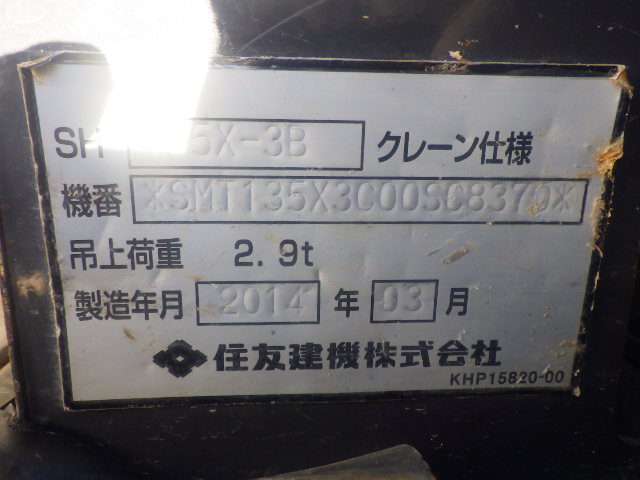 SH 5X-3B クレーン仕様
機番 *SMT135X3C00SC8379*
吊上荷重 2.9t
製造年月 2014 年 03 月
住友建機株式会社
KHP15820-00